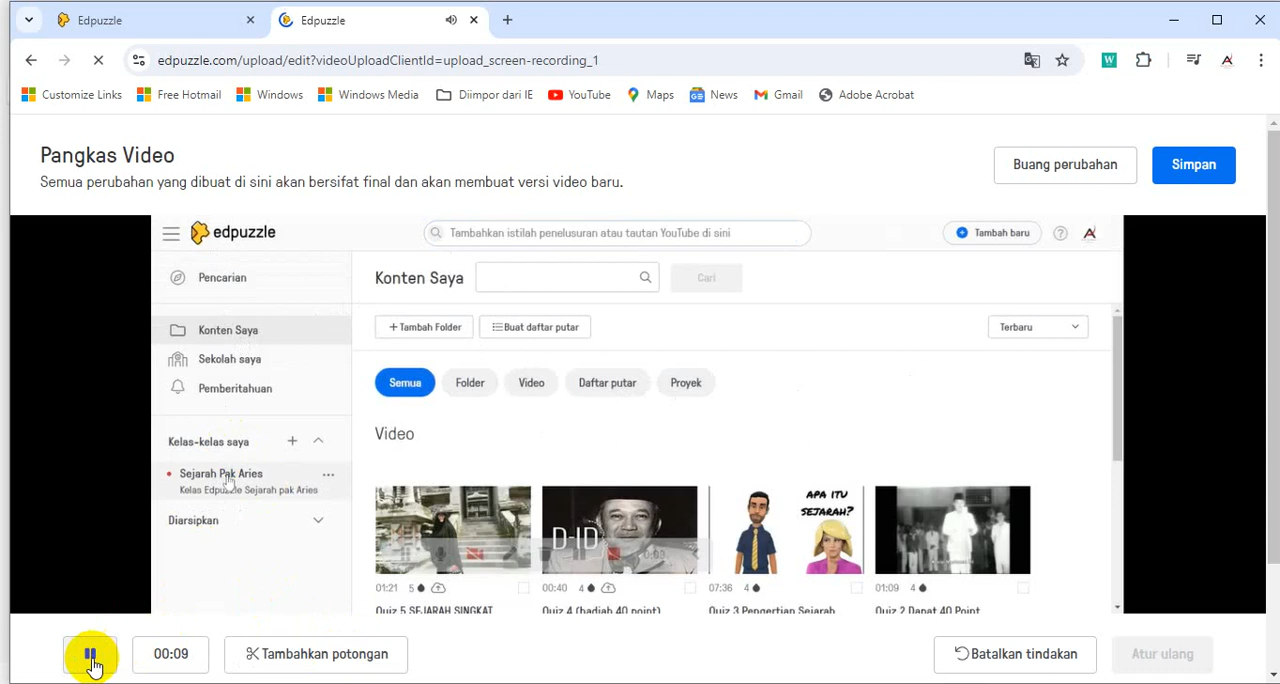 Edpuzzle
Edpuzzle
edpuzzle.com/upload/edit?videoUploadClientId=upload_sreen-recording_1
Customize Links
Free Hotmail
Windows
Windows Media
Diimpor dari IE
YouTube
Maps
News
Gmail
Adobe Acrobat
Pangkas Video
Semua perubahan yang dibuat di sini akan bersifat final dan akan membuat versi video baru.
Buang perubahan
Simpan
edpuzzle
Tambahkan istilah penelusuran atau tautan YouTube di sini
Tambah baru
Pencarian
Konten Saya
Sekolah saya
Pemberitahuan
Kelas-kelas saya
Sejarah Pak Aries
Kelas Edpuzzle Sejarah pak Aries
Diarsipkan
Konten Saya
Cari
+Tambah Folder
Buat daftar putar
Terbaru
Semua
Folder
Video
Daftar putar
Proyek
Video
D-ID
0:03
APA ITU
SEJARAH?
01:21 5
00:40 4
07:36 4
01:09 4
Quiz 5 SEJARAH SINGKAT
Quiz 4 (hadiah 40 point)
Quiz 3 Pengertian Sejarah
Quiz 2 Dapat 40 Point
00:09
Tambahkan potongan
Batalkan tindakan
Atur ulang